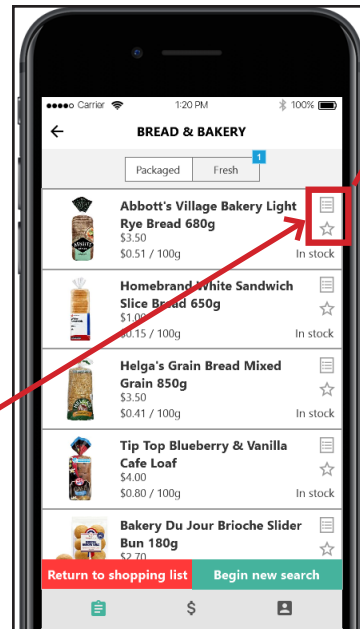 Carrier 1:20 PM 100%
BREAD & BAKERY
1
Packaged Fresh
Abbott's Village Bakery Light
Rye Bread 680g
$3.50
$0.51 / 100g In stock
Homebrand White Sandwich
Slice Bread 650g
$1.00
$0.15 / 100g In stock
Helga's Grain Bread Mixed
Grain 850g
$3.50
$0.41 / 100g In stock
Tip Top Blueberry & Vanilla
Cafe Loaf
$4.00
$0.80 / 100g In stock
Bakery Du Jour Brioche Slider
Bun 180g
$2.70
Return to shopping list Begin new search
$